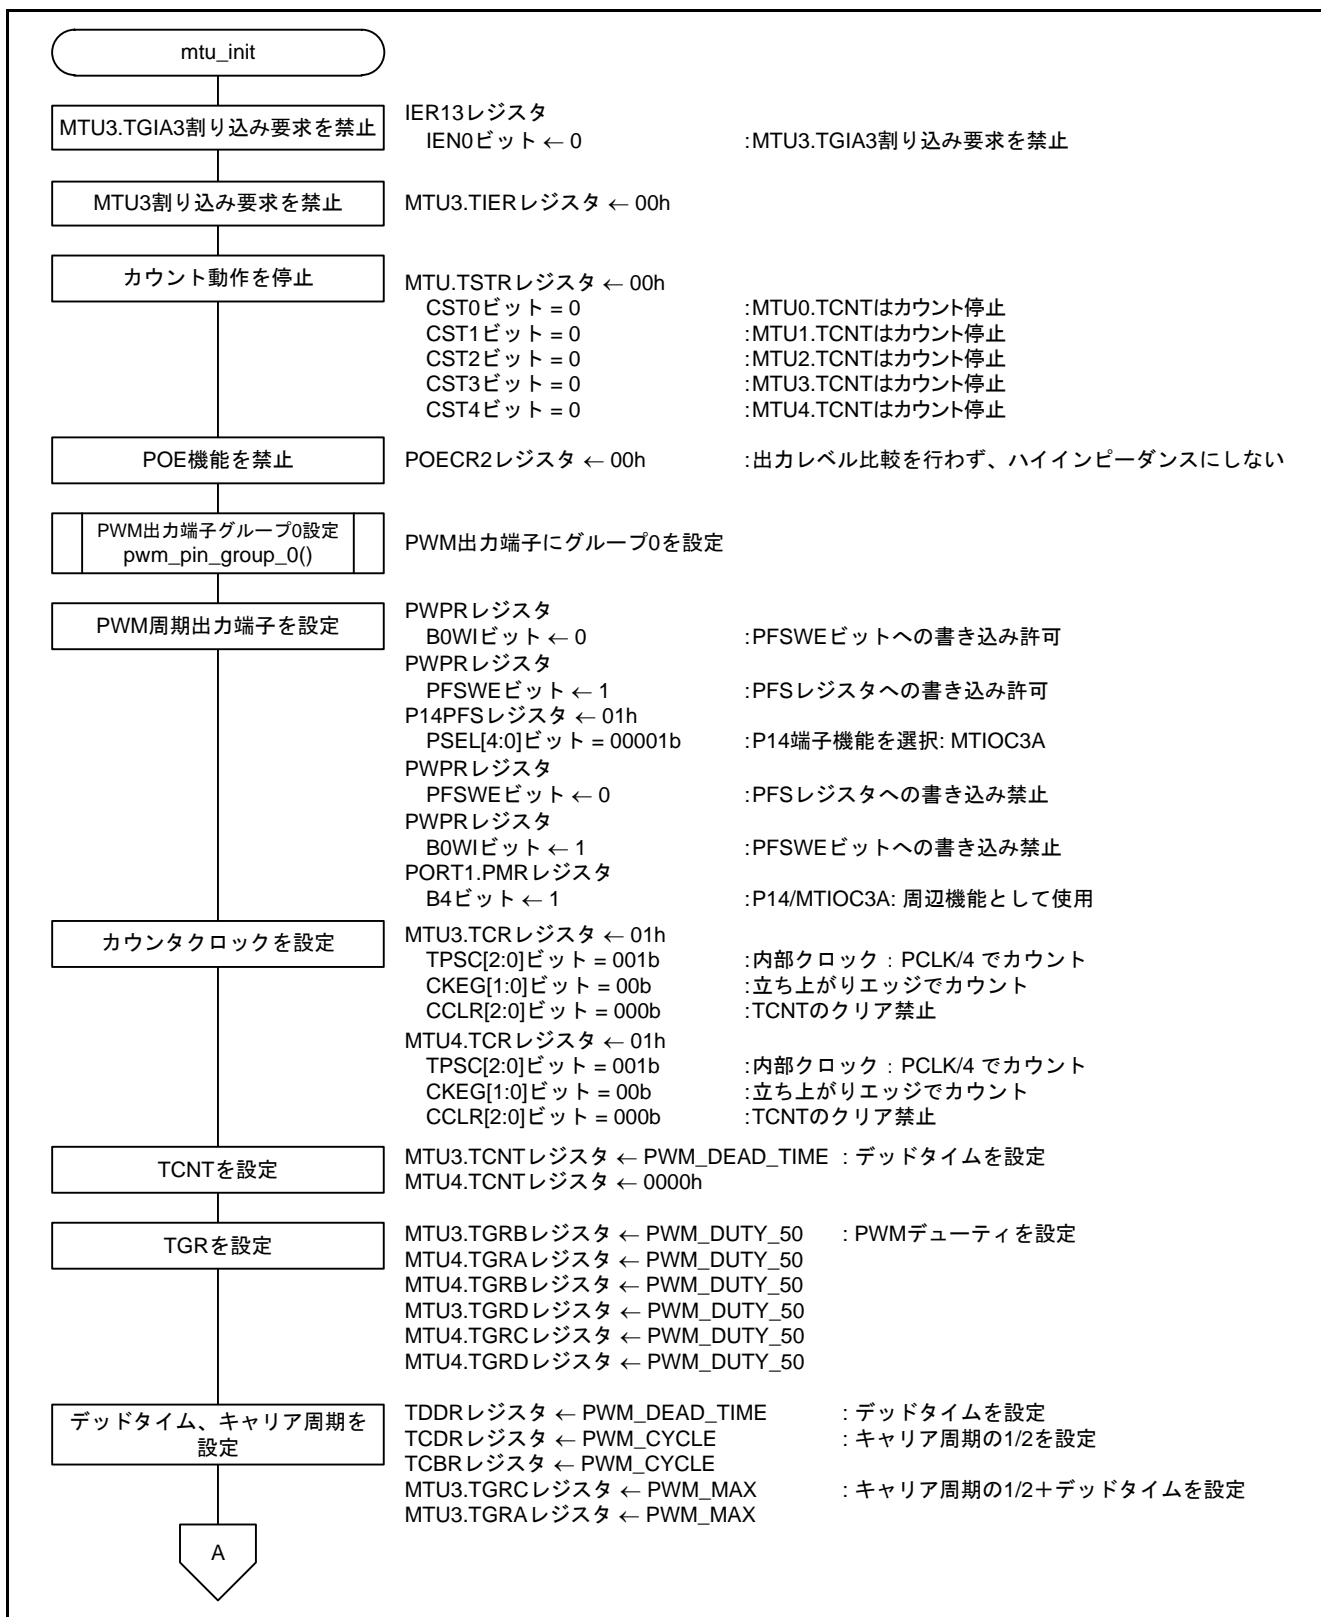 mtu_init
MTU3.TGIA3割り込み要求を禁止
IER13レジスタ
IEN0ビット ← 0 :MTU3.TGIA3割り込み要求を禁止
MTU3割り込み要求を禁止
MTU3.TIERレジスタ ← 00h
カウント動作を停止
MTU.TSTRレジスタ ← 00h
CST0ビット = 0 :MTU0.TCNTはカウント停止
CST1ビット = 0 :MTU1.TCNTはカウント停止
CST2ビット = 0 :MTU2.TCNTはカウント停止
CST3ビット = 0 :MTU3.TCNTはカウント停止
CST4ビット = 0 :MTU4.TCNTはカウント停止
POE機能を禁止
POECR2レジスタ ← 00h :出力レベル比較を行わず、ハイインピーダンスにしない
PWM出力端子グループ0設定
pwm_pin_group_0()
PWM出力端子にグループ0を設定
PWM周期出力端子を設定
PWPRレジスタ
B0WIビット ← 0 :PFSWEビットへの書き込み許可
PWPRレジスタ
PFSWEビット ← 1 :PFSレジスタへの書き込み許可
P14PFSレジスタ ← 01h
PSEL[4:0]ビット = 00001b :P14端子機能を選択: MTIOC3A
PWPRレジスタ
PFSWEビット ← 0 :PFSレジスタへの書き込み禁止
PWPRレジスタ
B0WIビット ← 1 :PFSWEビットへの書き込み禁止
PORT1.PMRレジスタ
B4ビット ← 1 :P14/MTIOC3A: 周辺機能として使用
カウンタクロックを設定
MTU3.TCRレジスタ ← 01h
TPSC[2:0]ビット = 001b :内部クロック：PCLK/4 でカウント
CKEG[1:0]ビット = 00b :立ち上がりエッジでカウント
CCLR[2:0]ビット = 000b :TCNTのクリア禁止
MTU4.TCRレジスタ ← 01h
TPSC[2:0]ビット = 001b :内部クロック：PCLK/4 でカウント
CKEG[1:0]ビット = 00b :立ち上がりエッジでカウント
CCLR[2:0]ビット = 000b :TCNTのクリア禁止
TCNTを設定
MTU3.TCNTレジスタ ← PWM_DEAD_TIME : デッドタイムを設定
MTU4.TCNTレジスタ ← 0000h
TGRを設定
MTU3.TGRBレジスタ ← PWM_DUTY_50 : PWMデューティを設定
MTU4.TGRAレジスタ ← PWM_DUTY_50
MTU4.TGRBレジスタ ← PWM_DUTY_50
MTU3.TGRDレジスタ ← PWM_DUTY_50
MTU4.TGRCレジスタ ← PWM_DUTY_50
MTU4.TGRDレジスタ ← PWM_DUTY_50
デッドタイム、キャリア周期を
設定
TDDRレジスタ ← PWM_DEAD_TIME : デッドタイムを設定
TCDRレジスタ ← PWM_CYCLE : キャリア周期の1/2を設定
TCBRレジスタ ← PWM_CYCLE
MTU3.TGRCレジスタ ← PWM_MAX : キャリア周期の1/2＋デッドタイムを設定
MTU3.TGRAレジスタ ← PWM_MAX
A